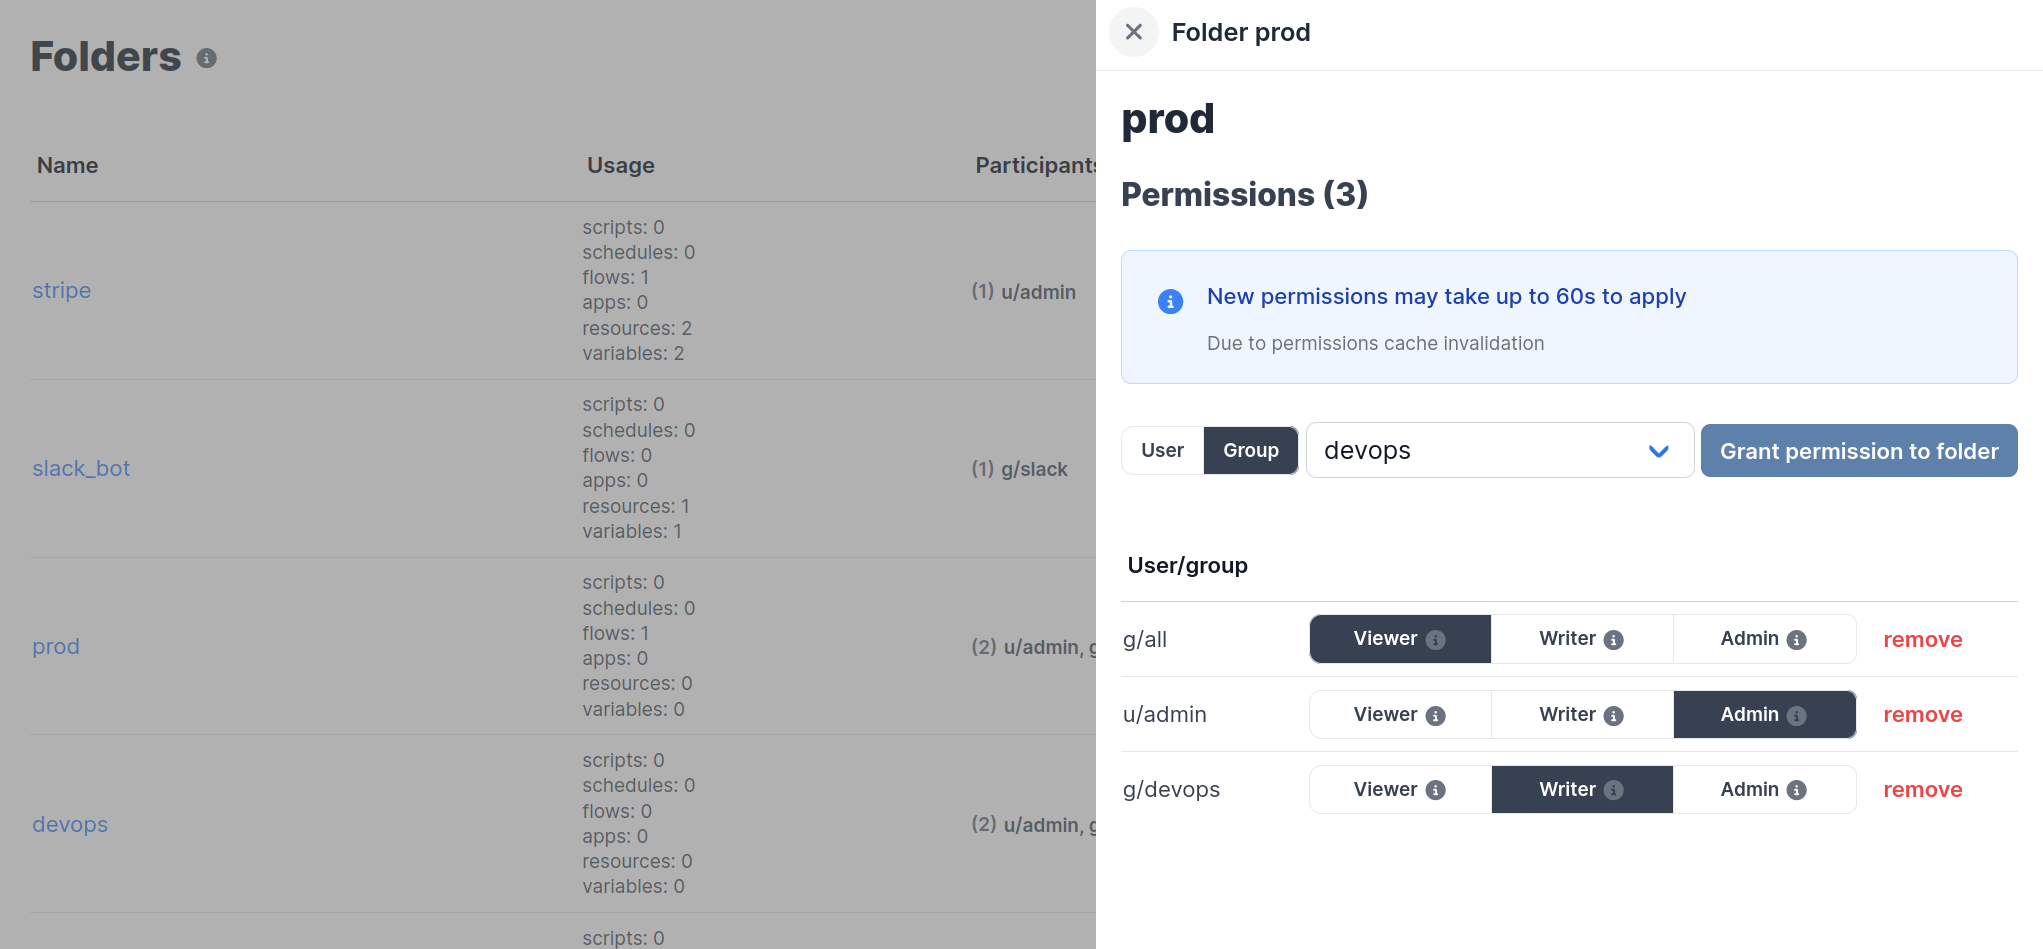 Folders
Name Usage Participants
stripe
scripts: 0
schedules: 0
flows: 1
apps: 0
resources: 2
variables: 2
(1) u/admin
slack_bot
scripts: 0
schedules: 0
flows: 0
apps: 0
resources: 1
variables: 1
(1) g/slack
prod
scripts: 0
schedules: 0
flows: 1
apps: 0
resources: 0
variables: 0
(2) u/admin, g
devops
scripts: 0
schedules: 0
flows: 0
apps: 0
resources: 0
variables: 0
(2) u/admin, g
scripts: 0
Folder prod
prod
Permissions (3)
New permissions may take up to 60s to apply
Due to permissions cache invalidation
User Group devops Grant permission to folder
User/group
g/all Viewer Writer Admin remove
u/admin Viewer Writer Admin remove
g/devops Viewer Writer Admin remove